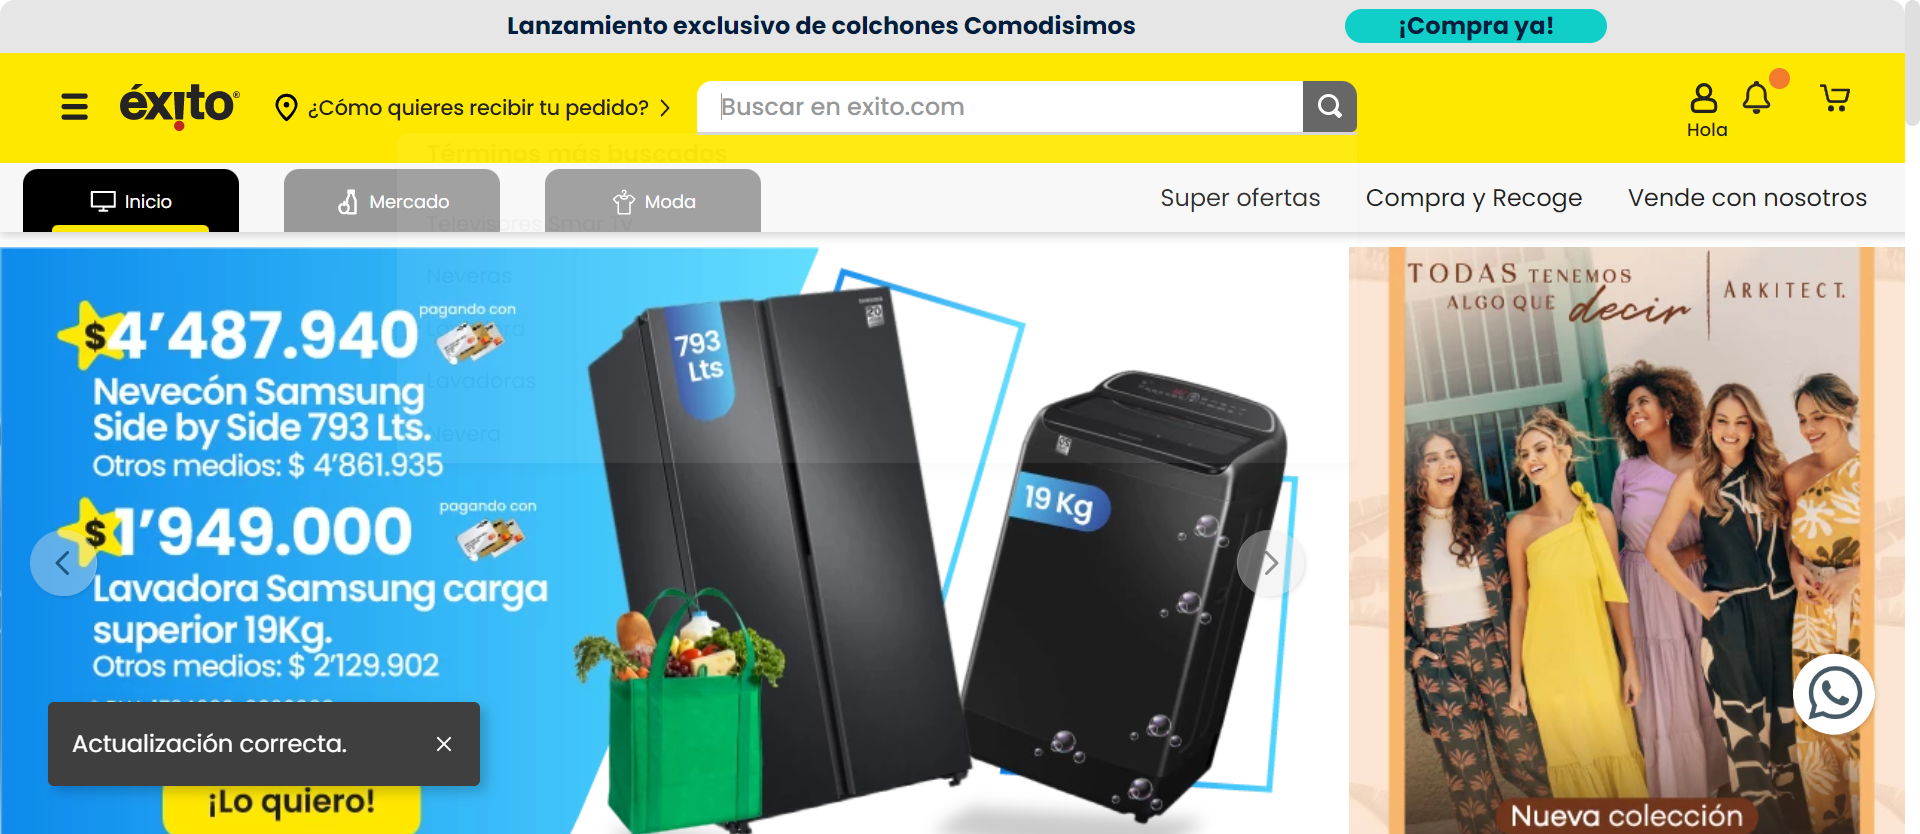 Lanzamiento exclusivo de colchones Comodisimos
¡Compra ya!
éxito®
¿Cómo quieres recibir tu pedido?
Buscar en exito.com
Hola
Términos más buscados
Inicio
Mercado
Moda
Super ofertas
Compra y Recoge
Vende con nosotros
Televisores Smar Tv
Neveras
Lavadora
Lavadoras
Nevera
$4’487.940
pagando con
Nevecón Samsung
Side by Side 793 Lts.
Otros medios: $ 4’861.935
$1’949.000
pagando con
Lavadora Samsung carga
superior 19Kg.
Otros medios: $ 2’129.902
Actualización correcta.
¡Lo quiero!
793
Lts
20
19 Kg
TODAS TENEMOS
ALGO QUE decir
ARKITECT.
Nueva colección